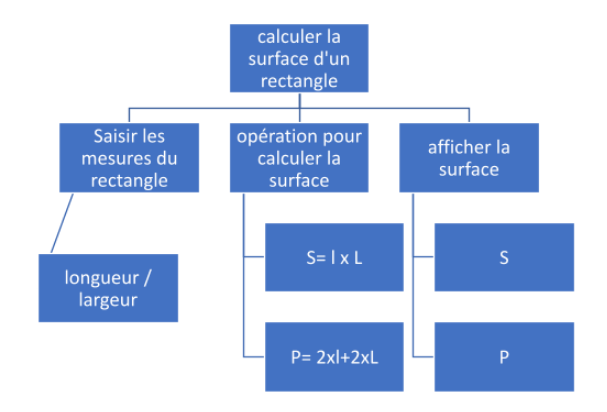 calculer la
surface d'un
rectangle
Saisir les
mesures du
rectangle
opération pour
calculer la
surface
afficher la
surface
longueur /
largeur
S= l x L
P= 2xl+2xL
S
P